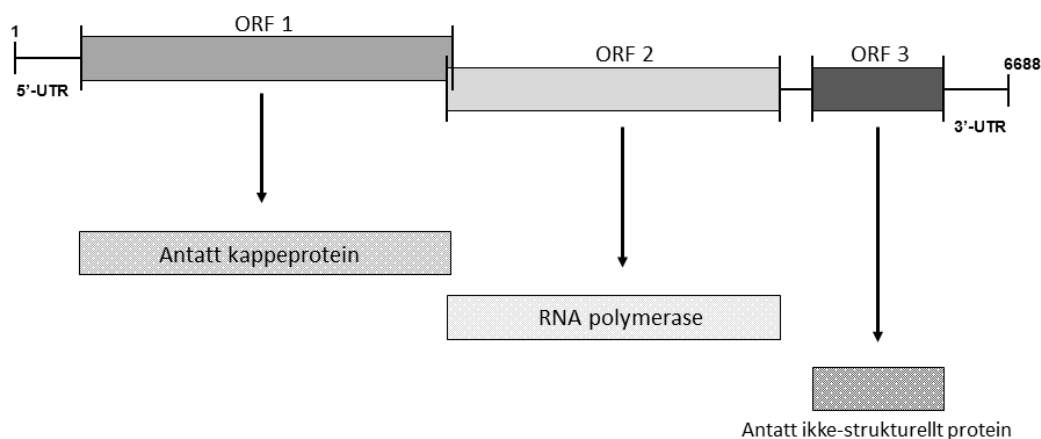 1
ORF 1
ORF 2
ORF 3
6688
5’-UTR
3’-UTR
Antatt kappeprotein
RNA polymerase
Antatt ikke-strukturellt protein